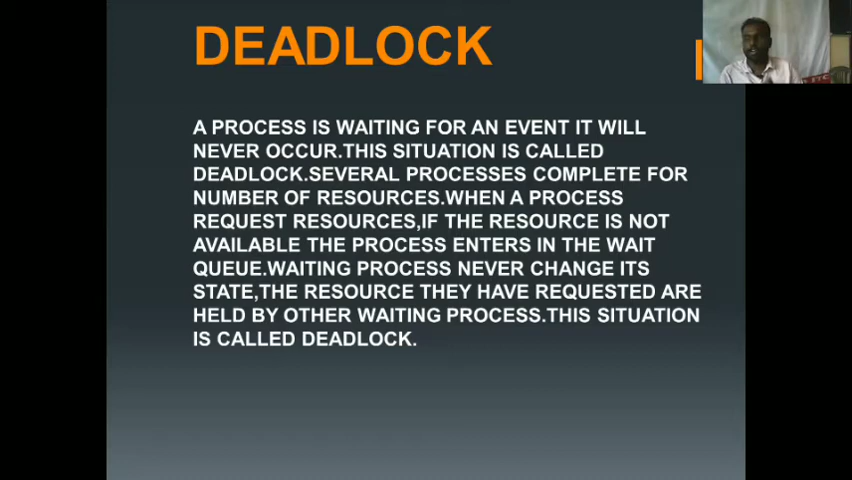 DEADLOCK
A PROCESS IS WAITING FOR AN EVENT IT WILL
NEVER OCCUR.THIS SITUATION IS CALLED
DEADLOCK.SEVERAL PROCESSES COMPLETE FOR
NUMBER OF RESOURCES.WHEN A PROCESS
REQUEST RESOURCES,IF THE RESOURCE IS NOT
AVAILABLE THE PROCESS ENTERS IN THE WAIT
QUEUE.WAITING PROCESS NEVER CHANGE ITS
STATE,THE RESOURCE THEY HAVE REQUESTED ARE
HELD BY OTHER WAITING PROCESS.THIS SITUATION
IS CALLED DEADLOCK.